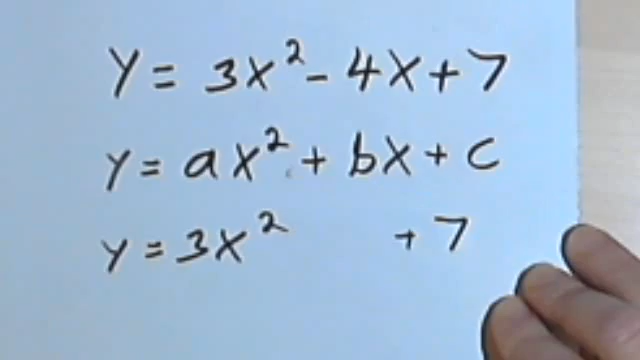 y = 3x² - 4x + 7
y = ax² + bx + c
y = 3x² + 7